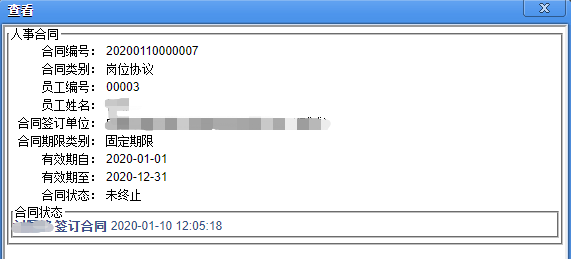 查看
人事合同
合同编号： 20200110000007
合同类别： 岗位协议
员工编号： 00003
员工姓名：
合同签订单位：
合同期限类别： 固定期限
有效期自： 2020-01-01
有效期至： 2020-12-31
合同状态： 未终止
合同状态
签订合同 2020-01-10 12:05:18